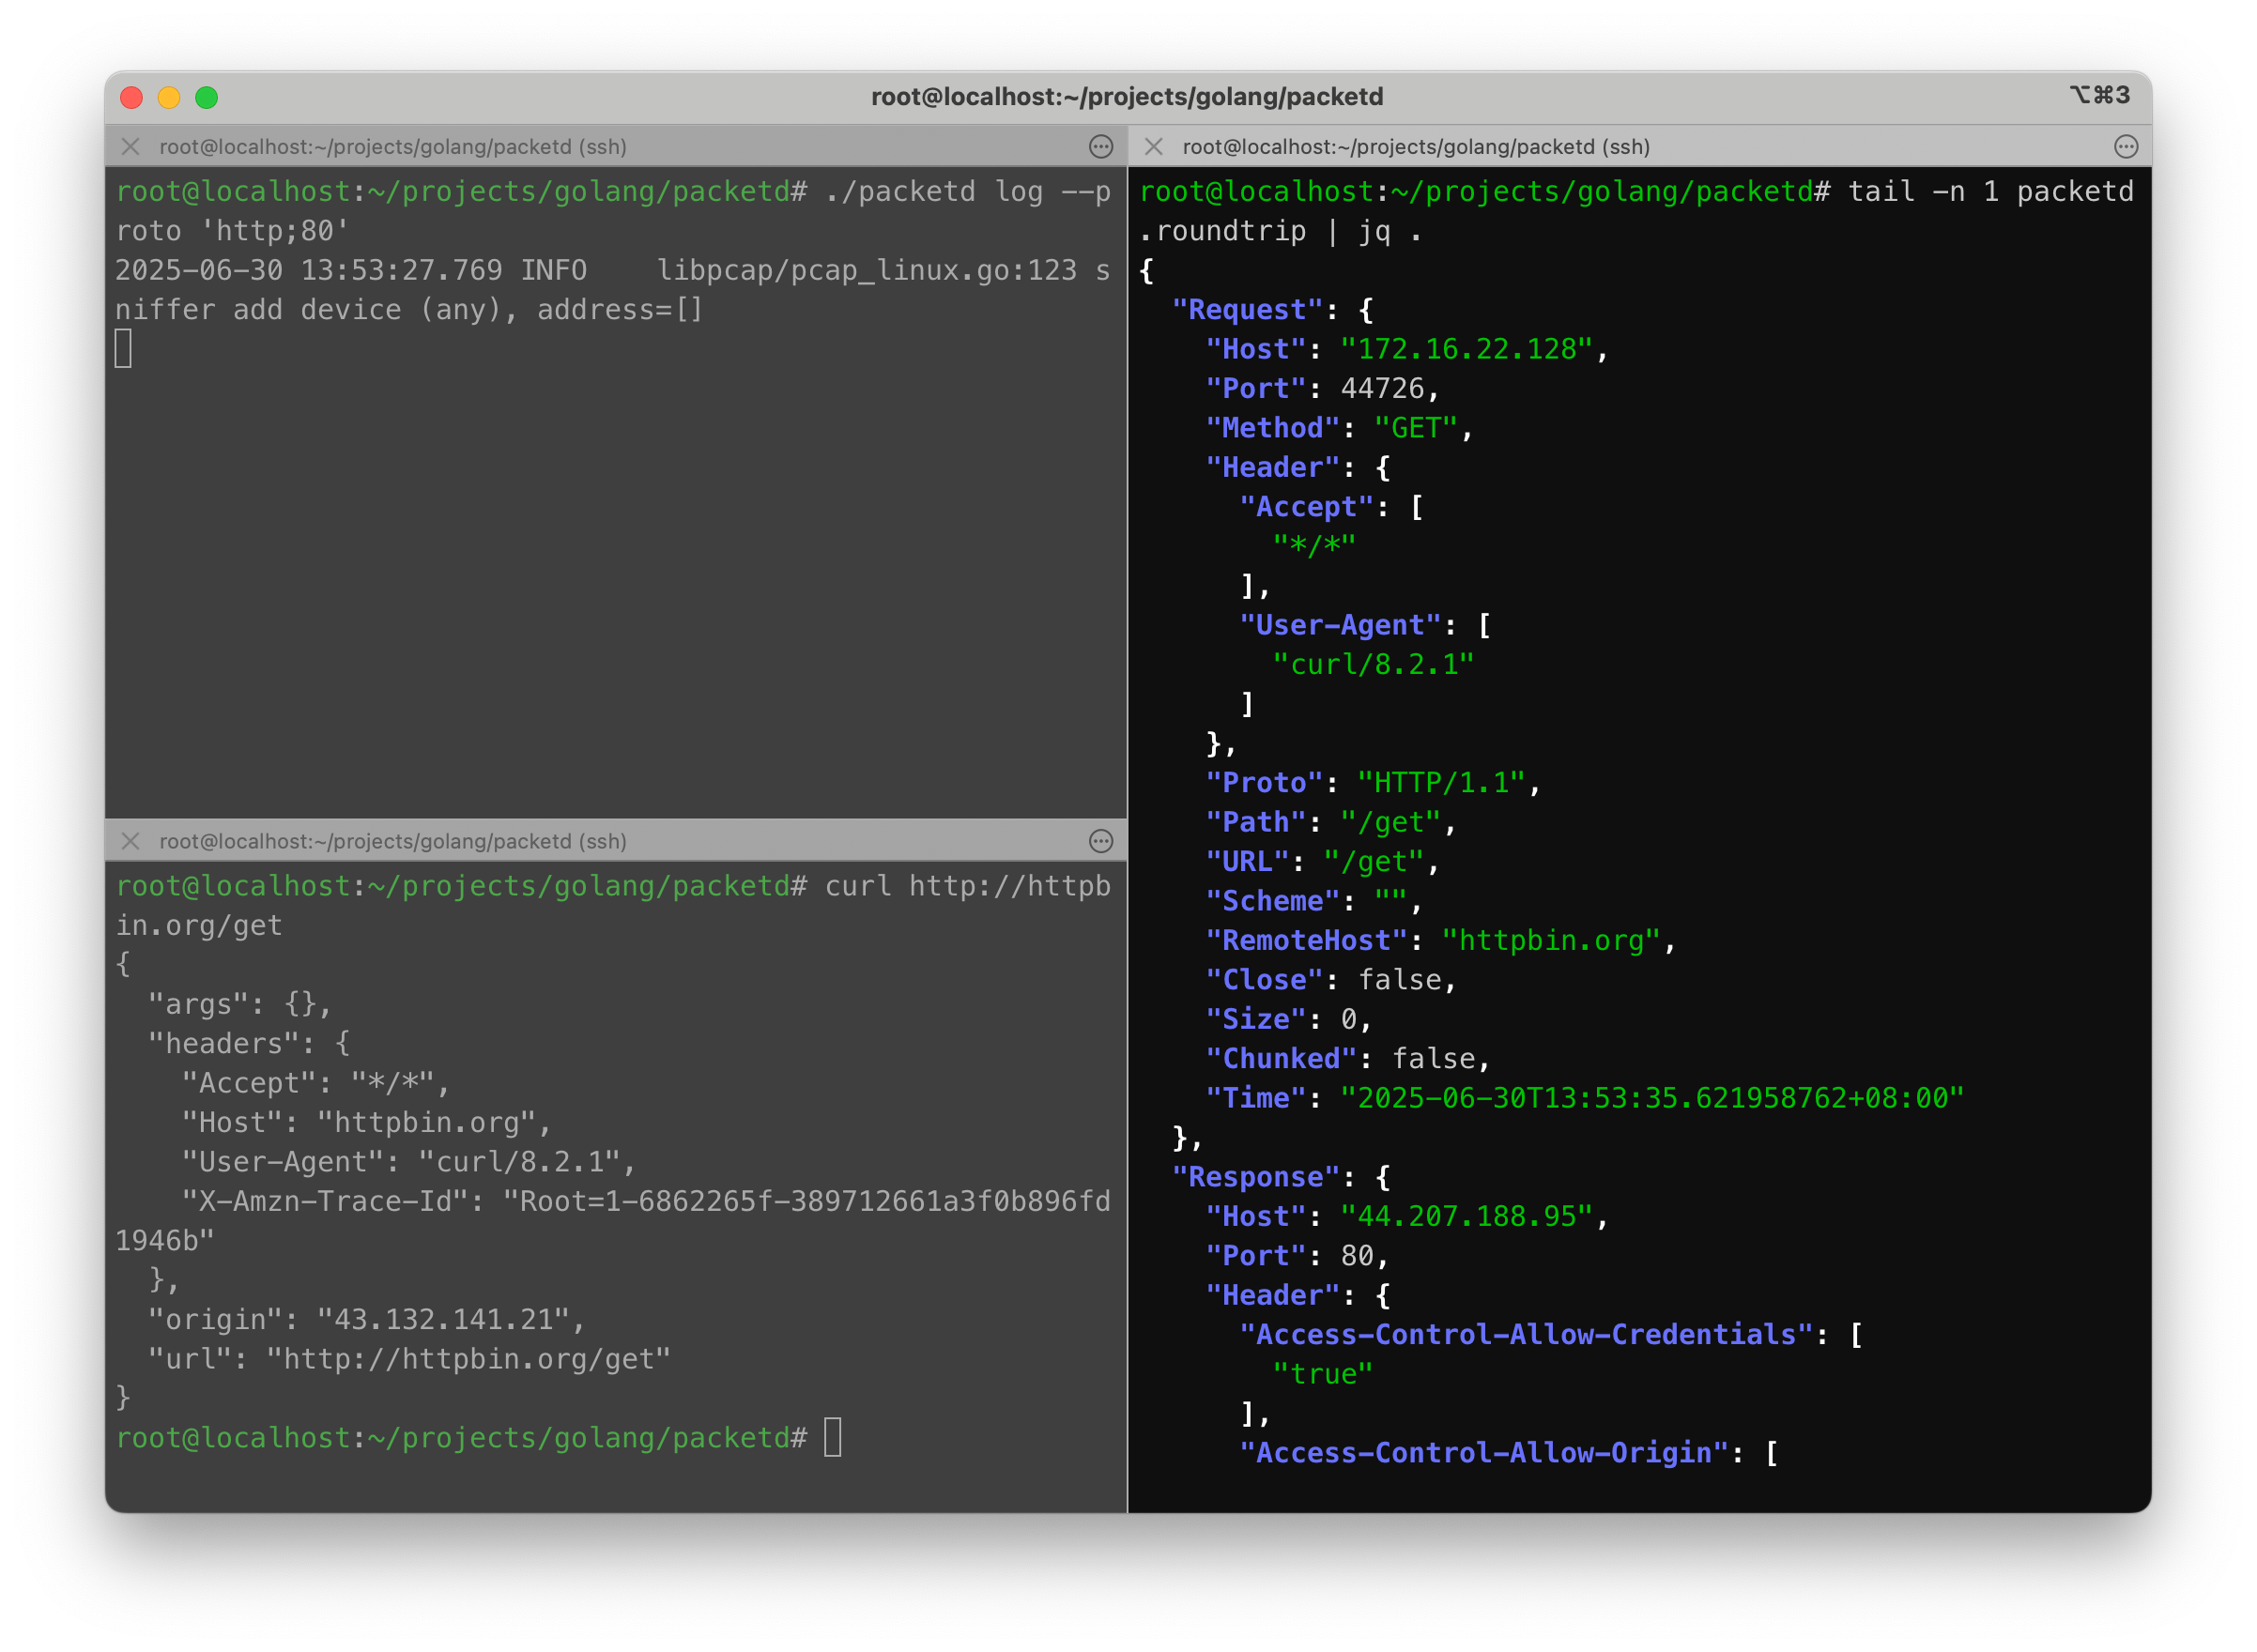 root@localhost:~/projects/golang/packetd
⌥⌘3
root@localhost:~/projects/golang/packetd (ssh)
root@localhost:~/projects/golang/packetd# ./packetd log --p
roto 'http;80'
2025-06-30 13:53:27.769 INFO    libpcap/pcap_linux.go:123 s
niffer add device (any), address=[]
root@localhost:~/projects/golang/packetd (ssh)
root@localhost:~/projects/golang/packetd# curl http://httpb
in.org/get
{
  "args": {},
  "headers": {
    "Accept": "*/*",
    "Host": "httpbin.org",
    "User-Agent": "curl/8.2.1",
    "X-Amzn-Trace-Id": "Root=1-6862265f-389712661a3f0b896fd
1946b"
  },
  "origin": "43.132.141.21",
  "url": "http://httpbin.org/get"
}
root@localhost:~/projects/golang/packetd#
root@localhost:~/projects/golang/packetd (ssh)
root@localhost:~/projects/golang/packetd# tail -n 1 packetd
.roundtrip | jq .
{
  "Request": {
    "Host": "172.16.22.128",
    "Port": 44726,
    "Method": "GET",
    "Header": {
      "Accept": [
        "*/*"
      ],
      "User-Agent": [
        "curl/8.2.1"
      ]
    },
    "Proto": "HTTP/1.1",
    "Path": "/get",
    "URL": "/get",
    "Scheme": "",
    "RemoteHost": "httpbin.org",
    "Close": false,
    "Size": 0,
    "Chunked": false,
    "Time": "2025-06-30T13:53:35.621958762+08:00"
  },
  "Response": {
    "Host": "44.207.188.95",
    "Port": 80,
    "Header": {
      "Access-Control-Allow-Credentials": [
        "true"
      ],
      "Access-Control-Allow-Origin": [